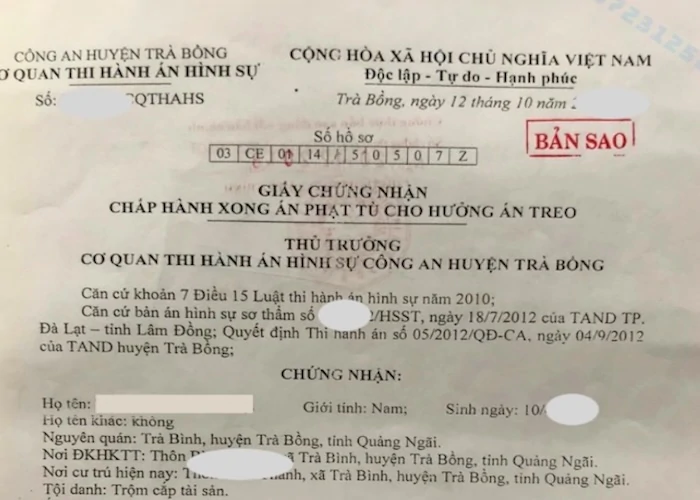 CÔNG AN HUYỆN TRÀ BỒNG
CƠ QUAN THI HÀNH ÁN HÌNH SỰ
Số: CQTHAHS
CỘNG HÒA XÃ HỘI CHỦ NGHĨA VIỆT NAM
Độc lập - Tự do - Hạnh phúc
Trà Bồng, ngày 12 tháng 10 năm 2
Số hồ sơ
03 CE 01 14 5 0 5 0 7 Z
BẢN SAO
GIẤY CHỨNG NHẬN
CHẤP HÀNH XONG ÁN PHẠT TÙ CHO HƯỞNG ÁN TREO
THỦ TRƯỞNG
CƠ QUAN THI HÀNH ÁN HÌNH SỰ CÔNG AN HUYỆN TRÀ BỒNG
Căn cứ khoản 7 Điều 15 Luật thi hành án hình sự năm 2010;
Căn cứ bản án hình sự sơ thẩm số 2/HSST, ngày 18/7/2012 của TAND TP.
Đà Lạt – tỉnh Lâm Đồng; Quyết định Thi hành án số 05/2012/QĐ-CA, ngày 04/9/2012
của TAND huyện Trà Bồng;
CHỨNG NHẬN:
Họ tên: Giới tính: Nam; Sinh ngày: 10/
Họ tên khác: không
Nguyên quán: Trà Bình, huyện Trà Bồng, tỉnh Quảng Ngãi.
Nơi ĐKHKTT: Thôn xã Trà Bình, huyện Trà Bồng, tỉnh Quảng Ngãi.
Nơi cư trú hiện nay: Thôn xã Trà Bình, huyện Trà Bồng, tỉnh Quảng Ngãi.
Tội danh: Trộm cắp tài sản.